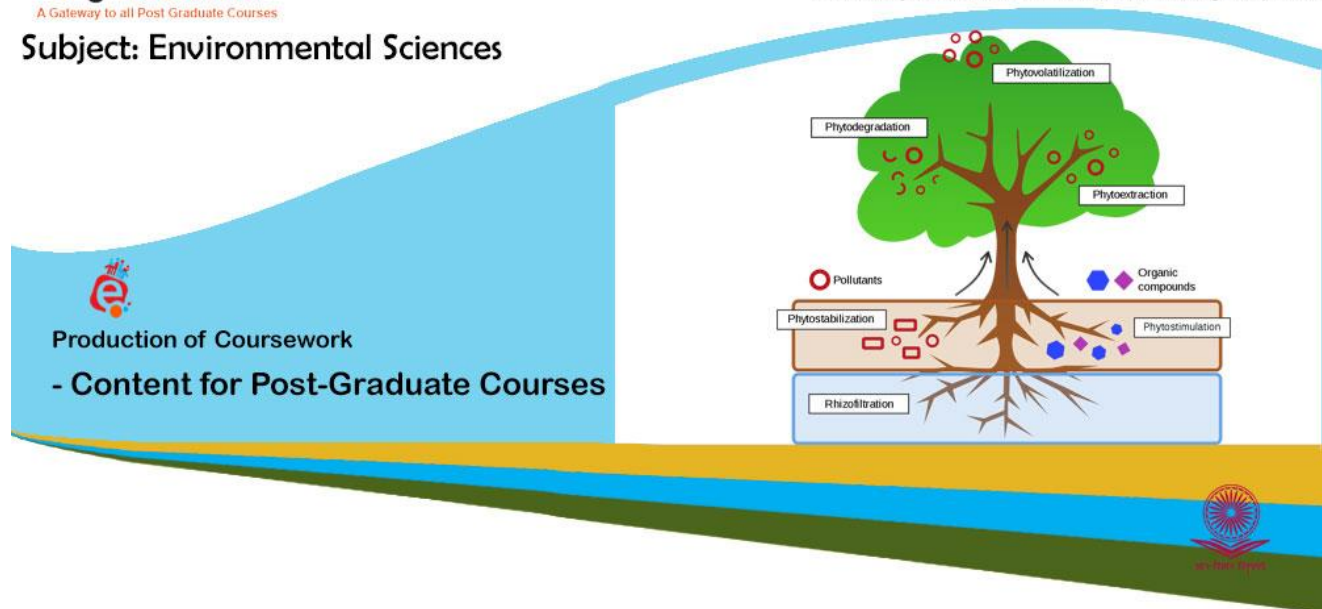 A Gateway to all Post Graduate Courses
Subject: Environmental Sciences
Phytovolatilization
Phytodegradation
Phytoextraction
Pollutants
Organic
compounds
Phytostabilization
Phytostimulation
Rhizofiltration
Production of Coursework
- Content for Post-Graduate Courses